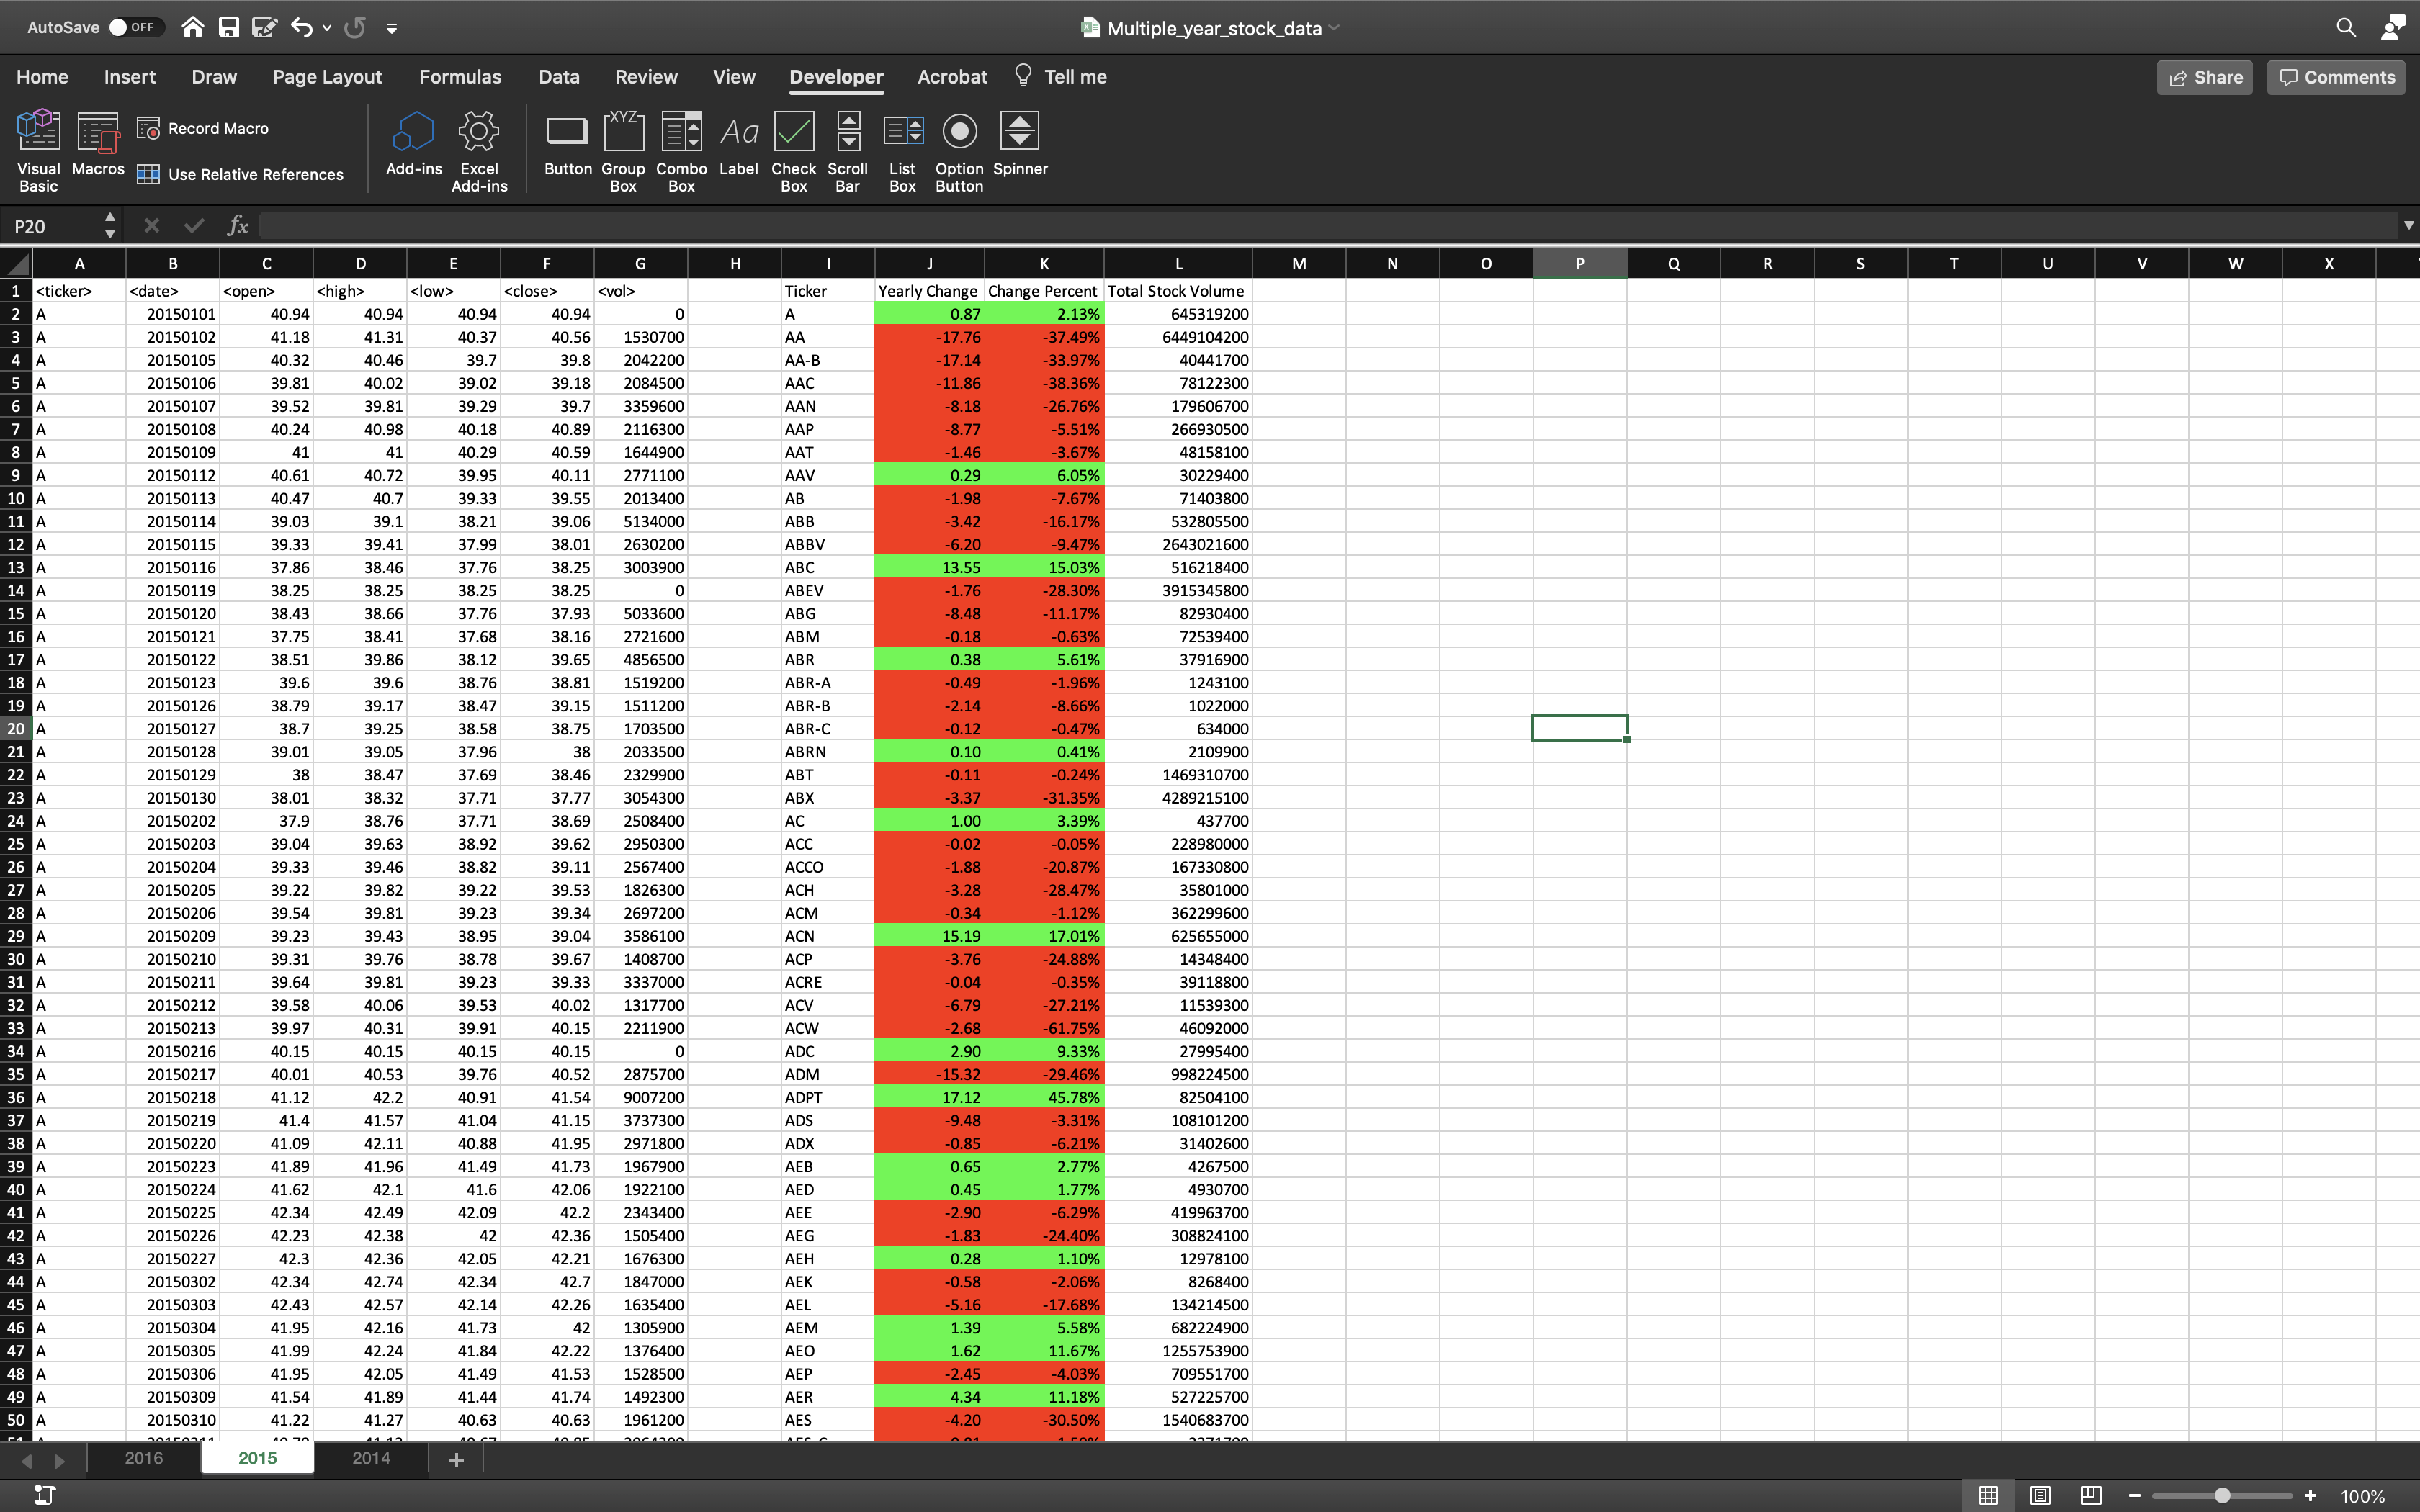 AutoSave OFF Multiple_year_stock_data
Home Insert Draw Page Layout Formulas Data Review View Developer Acrobat Tell me Share Comments
Visual Basic Macros Record Macro Use Relative References Add-ins Excel Add-ins Button Group Box Combo Box Label Check Box Scroll Bar List Box Option Button Spinner
P20 fx
A B C D E F G H I J K L M N O P Q R S T U V W X
1 <ticker> <date> <open> <high> <low> <close> <vol> Ticker Yearly Change Change Percent Total Stock Volume
2 A 20150101 40.94 40.94 40.94 40.94 0 A 0.87 2.13% 645319200
3 A 20150102 41.18 41.31 40.37 40.56 1530700 AA -17.76 -37.49% 6449104200
4 A 20150105 40.32 40.46 39.7 39.8 2042200 AA-B -17.14 -33.97% 40441700
5 A 20150106 39.81 40.02 39.02 39.18 2084500 AAC -11.86 -38.36% 78122300
6 A 20150107 39.52 39.81 39.29 39.7 3359600 AAN -8.18 -26.76% 179606700
7 A 20150108 40.24 40.98 40.18 40.89 2116300 AAP -8.77 -5.51% 266930500
8 A 20150109 41 41 40.29 40.59 1644900 AAT -1.46 -3.67% 48158100
9 A 20150112 40.61 40.72 39.95 40.11 2771100 AAV 0.29 6.05% 30229400
10 A 20150113 40.47 40.7 39.33 39.55 2013400 AB -1.98 -7.67% 71403800
11 A 20150114 39.03 39.1 38.21 39.06 5134000 ABB -3.42 -16.17% 532805500
12 A 20150115 39.33 39.41 37.99 38.01 2630200 ABBV -6.20 -9.47% 2643021600
13 A 20150116 37.86 38.46 37.76 38.25 3003900 ABC 13.55 15.03% 516218400
14 A 20150119 38.25 38.25 38.25 38.25 0 ABEV -1.76 -28.30% 3915345800
15 A 20150120 38.43 38.66 37.76 37.93 5033600 ABG -8.48 -11.17% 82930400
16 A 20150121 37.75 38.41 37.68 38.16 2721600 ABM -0.18 -0.63% 72539400
17 A 20150122 38.51 39.86 38.12 39.65 4856500 ABR 0.38 5.61% 37916900
18 A 20150123 39.6 39.6 38.76 38.81 1519200 ABR-A -0.49 -1.96% 1243100
19 A 20150126 38.79 39.17 38.47 39.15 1511200 ABR-B -2.14 -8.66% 1022000
20 A 20150127 38.7 39.25 38.58 38.75 1703500 ABR-C -0.12 -0.47% 634000
21 A 20150128 39.01 39.05 37.96 38 2033500 ABRN 0.10 0.41% 2109900
22 A 20150129 38 38.47 37.69 38.46 2329900 ABT -0.11 -0.24% 1469310700
23 A 20150130 38.01 38.32 37.71 37.77 3054300 ABX -3.37 -31.35% 4289215100
24 A 20150202 37.9 38.76 37.71 38.69 2508400 AC 1.00 3.39% 437700
25 A 20150203 39.04 39.63 38.92 39.62 2950300 ACC -0.02 -0.05% 228980000
26 A 20150204 39.33 39.46 38.82 39.11 2567400 ACCO -1.88 -20.87% 167330800
27 A 20150205 39.22 39.82 39.22 39.53 1826300 ACH -3.28 -28.47% 35801000
28 A 20150206 39.54 39.81 39.23 39.34 2697200 ACM -0.34 -1.12% 362299600
29 A 20150209 39.23 39.43 38.95 39.04 3586100 ACN 15.19 17.01% 625655000
30 A 20150210 39.31 39.76 38.78 39.67 1408700 ACP -3.76 -24.88% 14348400
31 A 20150211 39.64 39.81 39.23 39.33 3337000 ACRE -0.04 -0.35% 39118800
32 A 20150212 39.58 40.06 39.53 40.02 1317700 ACV -6.79 -27.21% 11539300
33 A 20150213 39.97 40.31 39.91 40.15 2211900 ACW -2.68 -61.75% 46092000
34 A 20150216 40.15 40.15 40.15 40.15 0 ADC 2.90 9.33% 27995400
35 A 20150217 40.01 40.53 39.76 40.52 2875700 ADM -15.32 -29.46% 998224500
36 A 20150218 41.12 42.2 40.91 41.54 9007200 ADPT 17.12 45.78% 82504100
37 A 20150219 41.4 41.57 41.04 41.15 3737300 ADS -9.48 -3.31% 108101200
38 A 20150220 41.09 42.11 40.88 41.95 2971800 ADX -0.85 -6.21% 31402600
39 A 20150223 41.89 41.96 41.49 41.73 1967900 AEB 0.65 2.77% 4267500
40 A 20150224 41.62 42.1 41.6 42.06 1922100 AED 0.45 1.77% 4930700
41 A 20150225 42.34 42.49 42.09 42.2 2343400 AEE -2.90 -6.29% 419963700
42 A 20150226 42.23 42.38 42 42.36 1505400 AEG -1.83 -24.40% 308824100
43 A 20150227 42.3 42.36 42.05 42.21 1676300 AEH 0.28 1.10% 12978100
44 A 20150302 42.34 42.74 42.34 42.7 1847000 AEK -0.58 -2.06% 8268400
45 A 20150303 42.43 42.57 42.14 42.26 1635400 AEL -5.16 -17.68% 134214500
46 A 20150304 41.95 42.16 41.73 42 1305900 AEM 1.39 5.58% 682224900
47 A 20150305 41.99 42.24 41.84 42.22 1376400 AEO 1.62 11.67% 1255753900
48 A 20150306 41.95 42.05 41.49 41.53 1528500 AEP -2.45 -4.03% 709551700
49 A 20150309 41.54 41.89 41.44 41.74 1492300 AER 4.34 11.18% 527225700
50 A 20150310 41.22 41.27 40.63 40.63 1961200 AES -4.20 -30.50% 1540683700
2016 2015 2014 +
100%